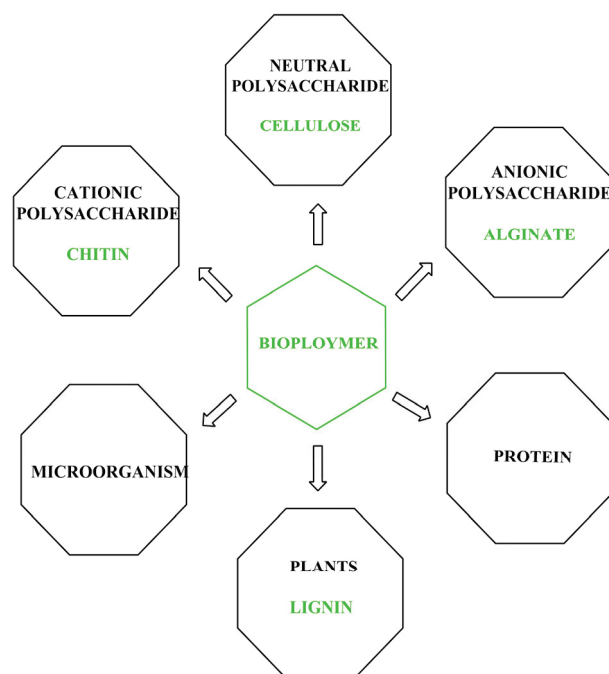 NEUTRAL
POLYSACCHARIDE
CELLULOSE
CATIONIC
POLYSACCHARIDE
CHITIN
ANIONIC
POLYSACCHARIDE
ALGINATE
BIOPLOYMER
MICROORGANISM
PROTEIN
PLANTS
LIGNIN